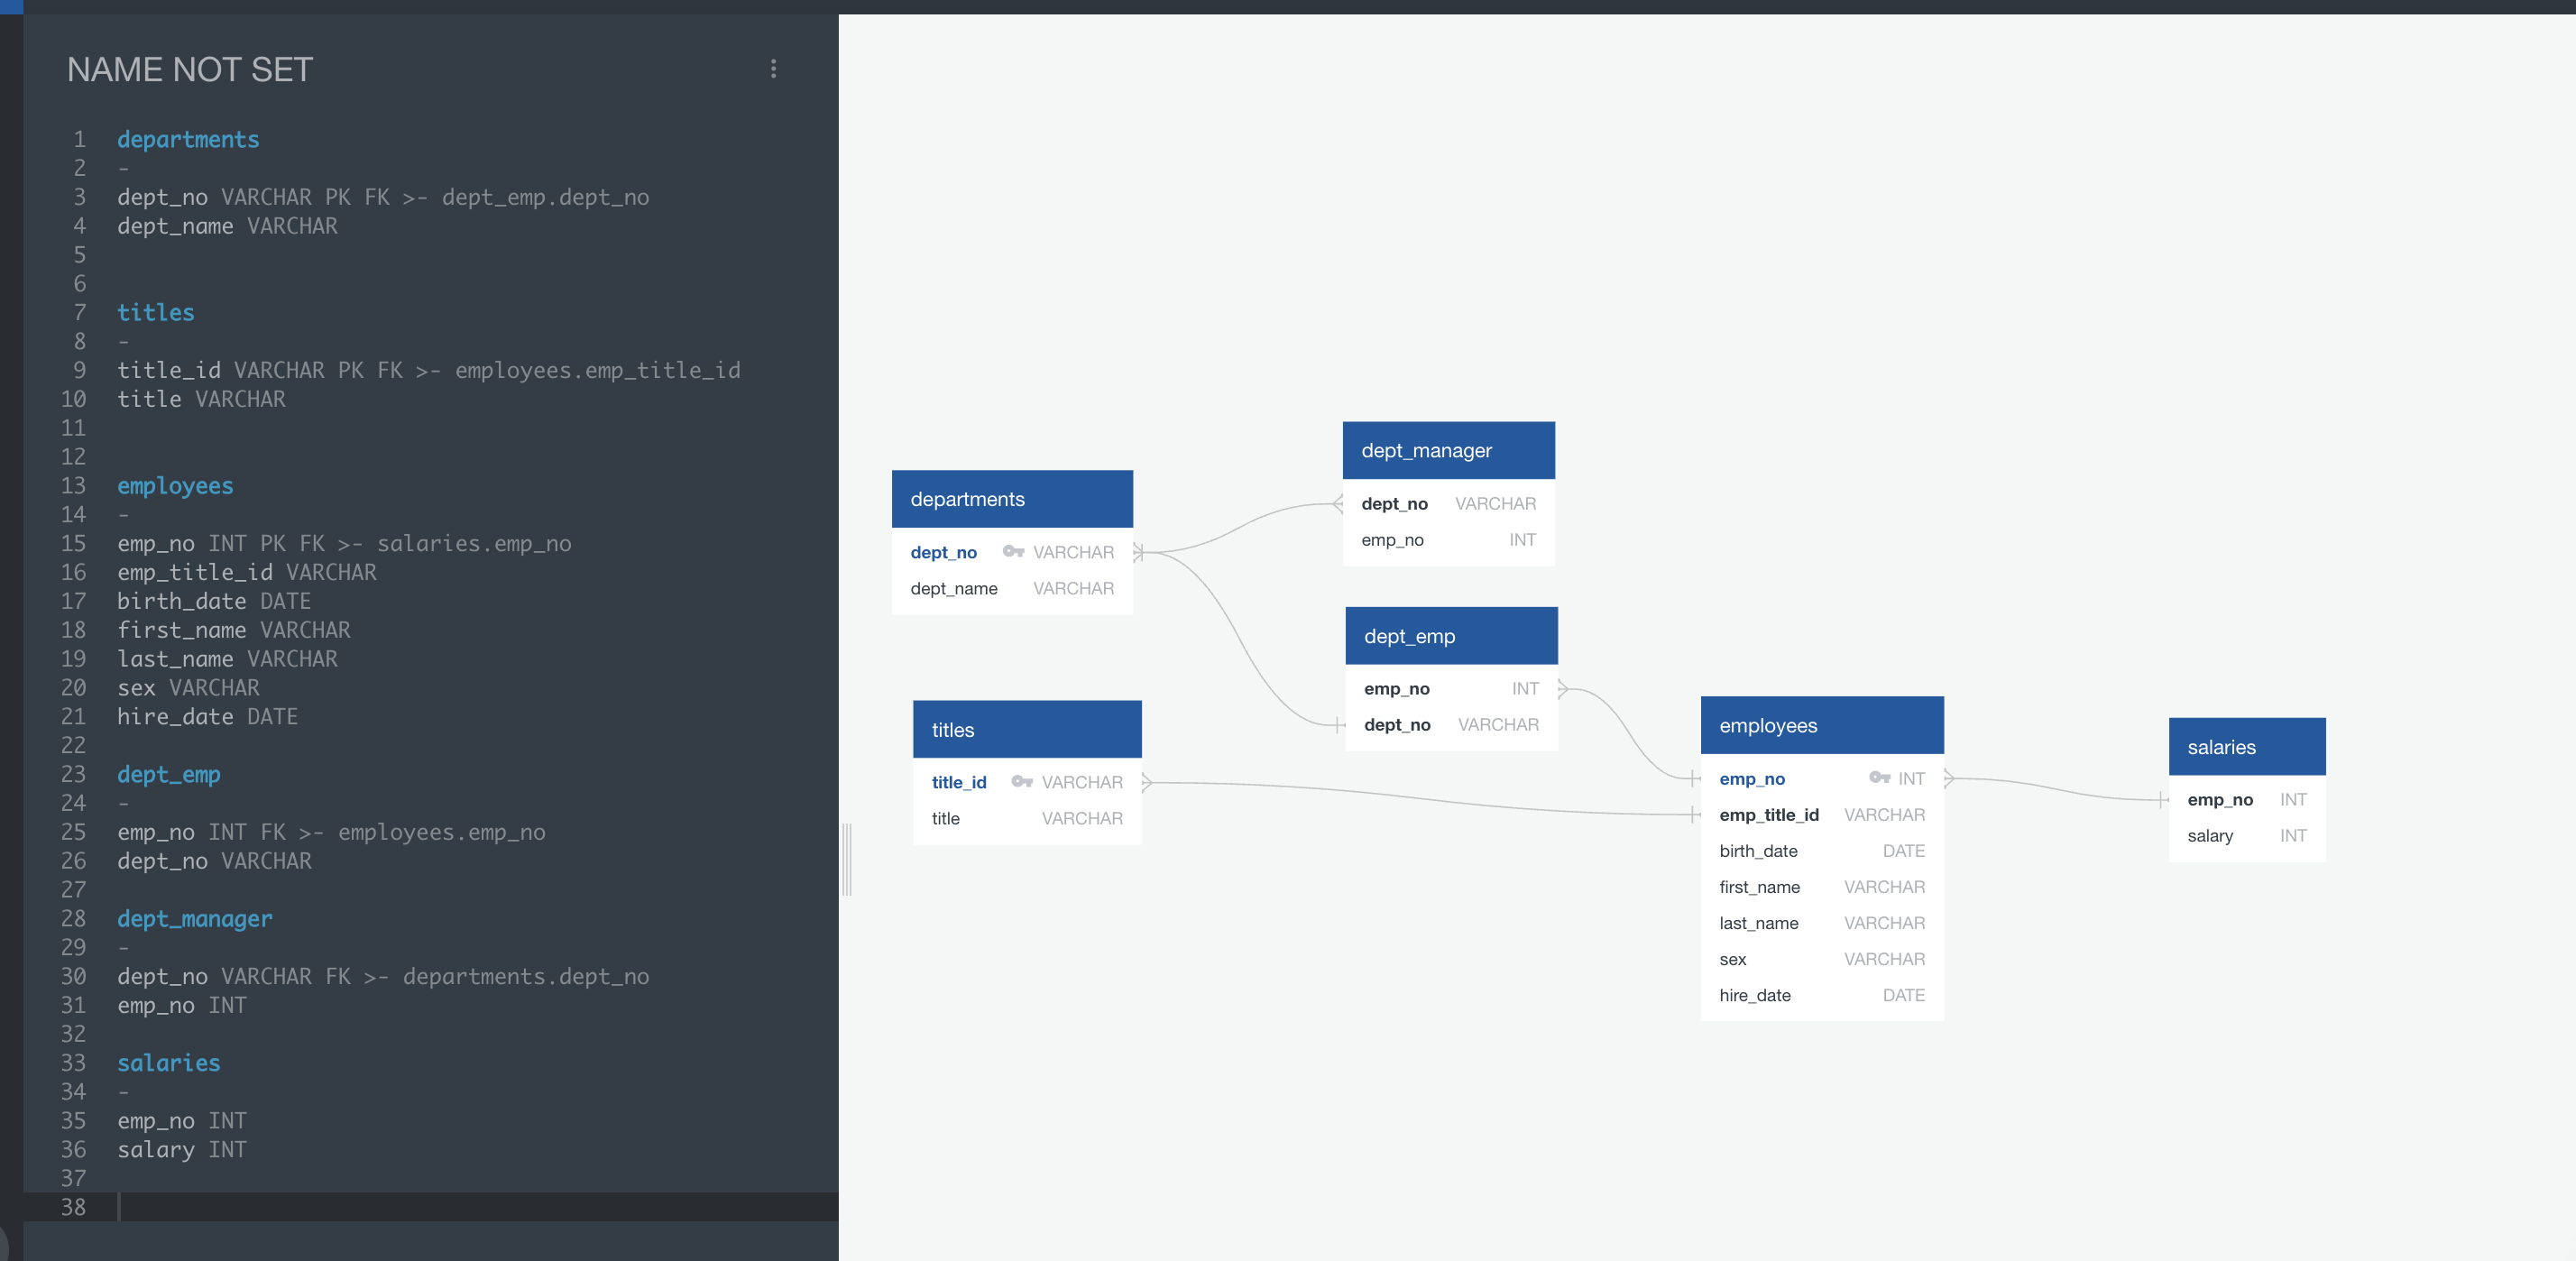 NAME NOT SET
1 departments
2 -
3 dept_no VARCHAR PK FK >- dept_emp.dept_no
4 dept_name VARCHAR
5
6
7 titles
8 -
9 title_id VARCHAR PK FK >- employees.emp_title_id
10 title VARCHAR
11
12
13 employees
14 -
15 emp_no INT PK FK >- salaries.emp_no
16 emp_title_id VARCHAR
17 birth_date DATE
18 first_name VARCHAR
19 last_name VARCHAR
20 sex VARCHAR
21 hire_date DATE
22
23 dept_emp
24 -
25 emp_no INT FK >- employees.emp_no
26 dept_no VARCHAR
27
28 dept_manager
29 -
30 dept_no VARCHAR FK >- departments.dept_no
31 emp_no INT
32
33 salaries
34 -
35 emp_no INT
36 salary INT
37
38
departments
dept_no VARCHAR
dept_name VARCHAR
titles
title_id VARCHAR
title VARCHAR
dept_manager
dept_no VARCHAR
emp_no INT
dept_emp
emp_no INT
dept_no VARCHAR
employees
emp_no INT
emp_title_id VARCHAR
birth_date DATE
first_name VARCHAR
last_name VARCHAR
sex VARCHAR
hire_date DATE
salaries
emp_no INT
salary INT